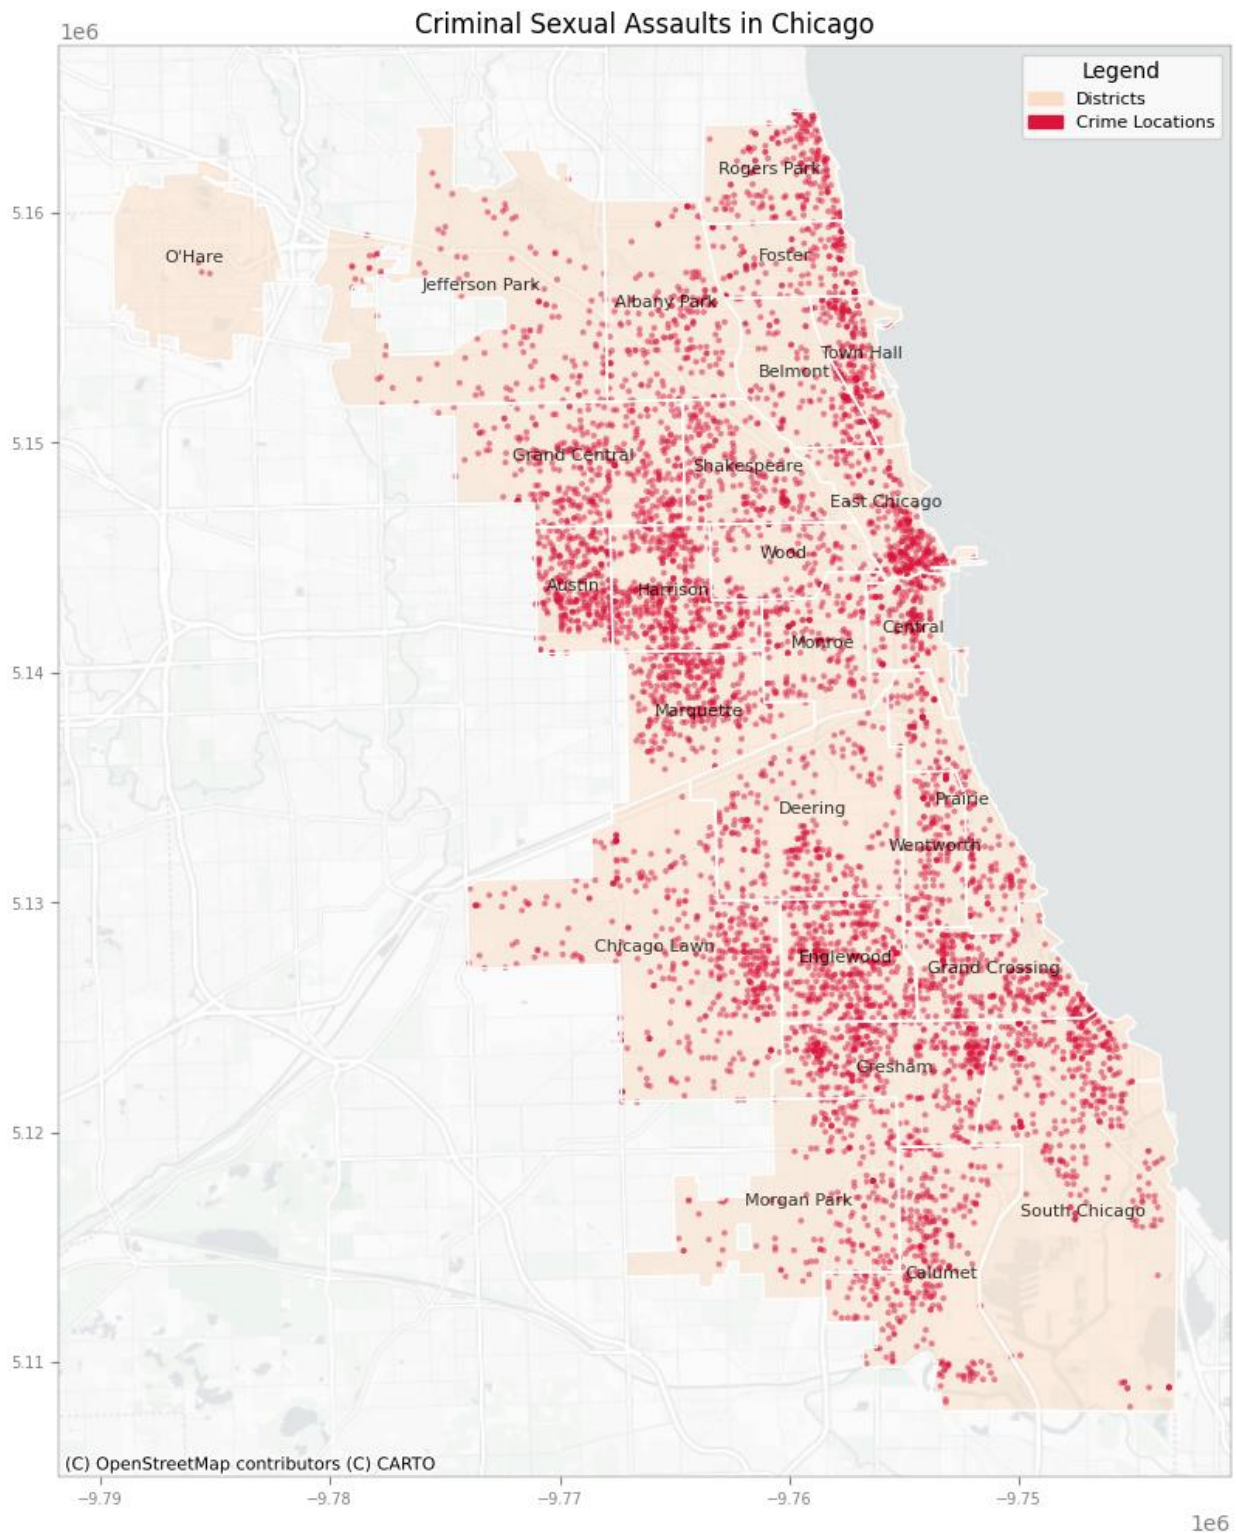 Criminal Sexual Assaults in Chicago
1e6
Legend
Districts
Crime Locations
Rogers Park
5.16
O'Hare
Foster
Jefferson Park
Albany Park
Town Hall
Belmont
5.15
Grand Central
Shakespeare
East Chicago
Wood
Austin
Harrison
Central
Monroe
5.14
Marquette
Prairie
Deering
Wentworth
5.13
Chicago Lawn
Englewood
Grand Crossing
Gresham
5.12
Morgan Park
South Chicago
Calumet
5.11
(C) OpenStreetMap contributors (C) CARTO
−9.79
−9.78
−9.77
−9.76
−9.75
1e6